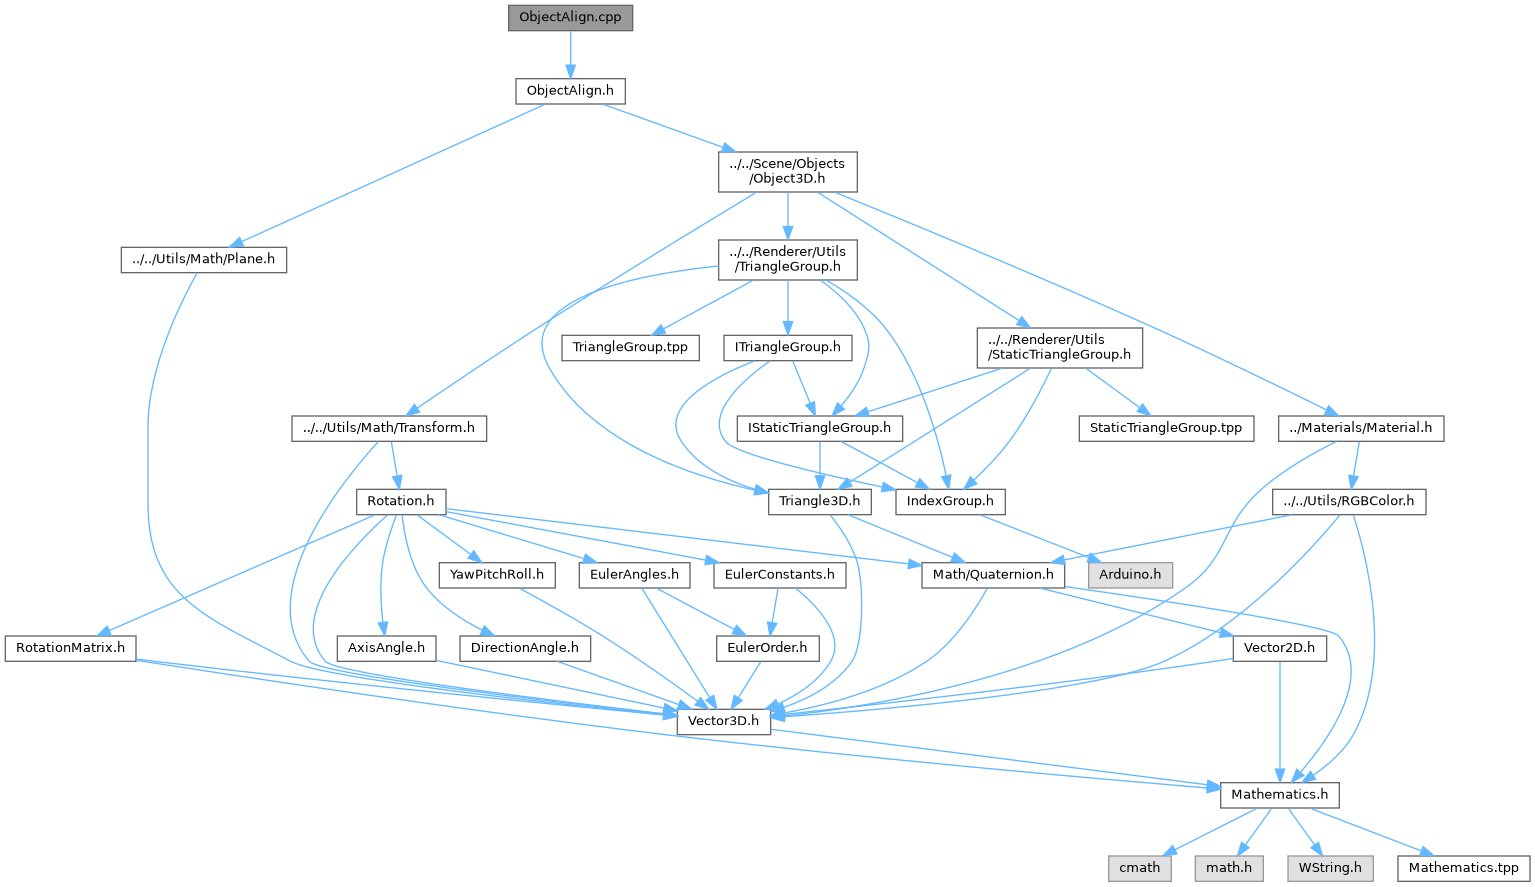 ObjectAlign.cpp
ObjectAlign.h
../../Scene/Objects
/Object3D.h
../../Utils/Math/Plane.h
../../Renderer/Utils
/TriangleGroup.h
TriangleGroup.tpp
ITriangleGroup.h
../../Renderer/Utils
/StaticTriangleGroup.h
../../Utils/Math/Transform.h
IStaticTriangleGroup.h
StaticTriangleGroup.tpp
../Materials/Material.h
Rotation.h
Triangle3D.h
IndexGroup.h
../../Utils/RGBColor.h
YawPitchRoll.h
EulerAngles.h
EulerConstants.h
Math/Quaternion.h
Arduino.h
RotationMatrix.h
AxisAngle.h
DirectionAngle.h
EulerOrder.h
Vector2D.h
Vector3D.h
Mathematics.h
cmath
math.h
WString.h
Mathematics.tpp